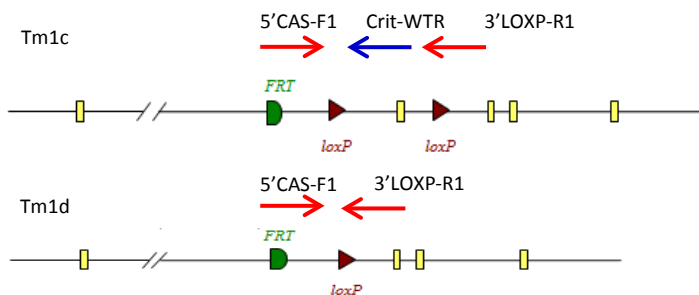 5'CAS-F1 Crit-WTR 3'LOXP-R1
Tm1c
FRT
loxP loxP
5'CAS-F1 3'LOXP-R1
Tm1d
FRT
loxP